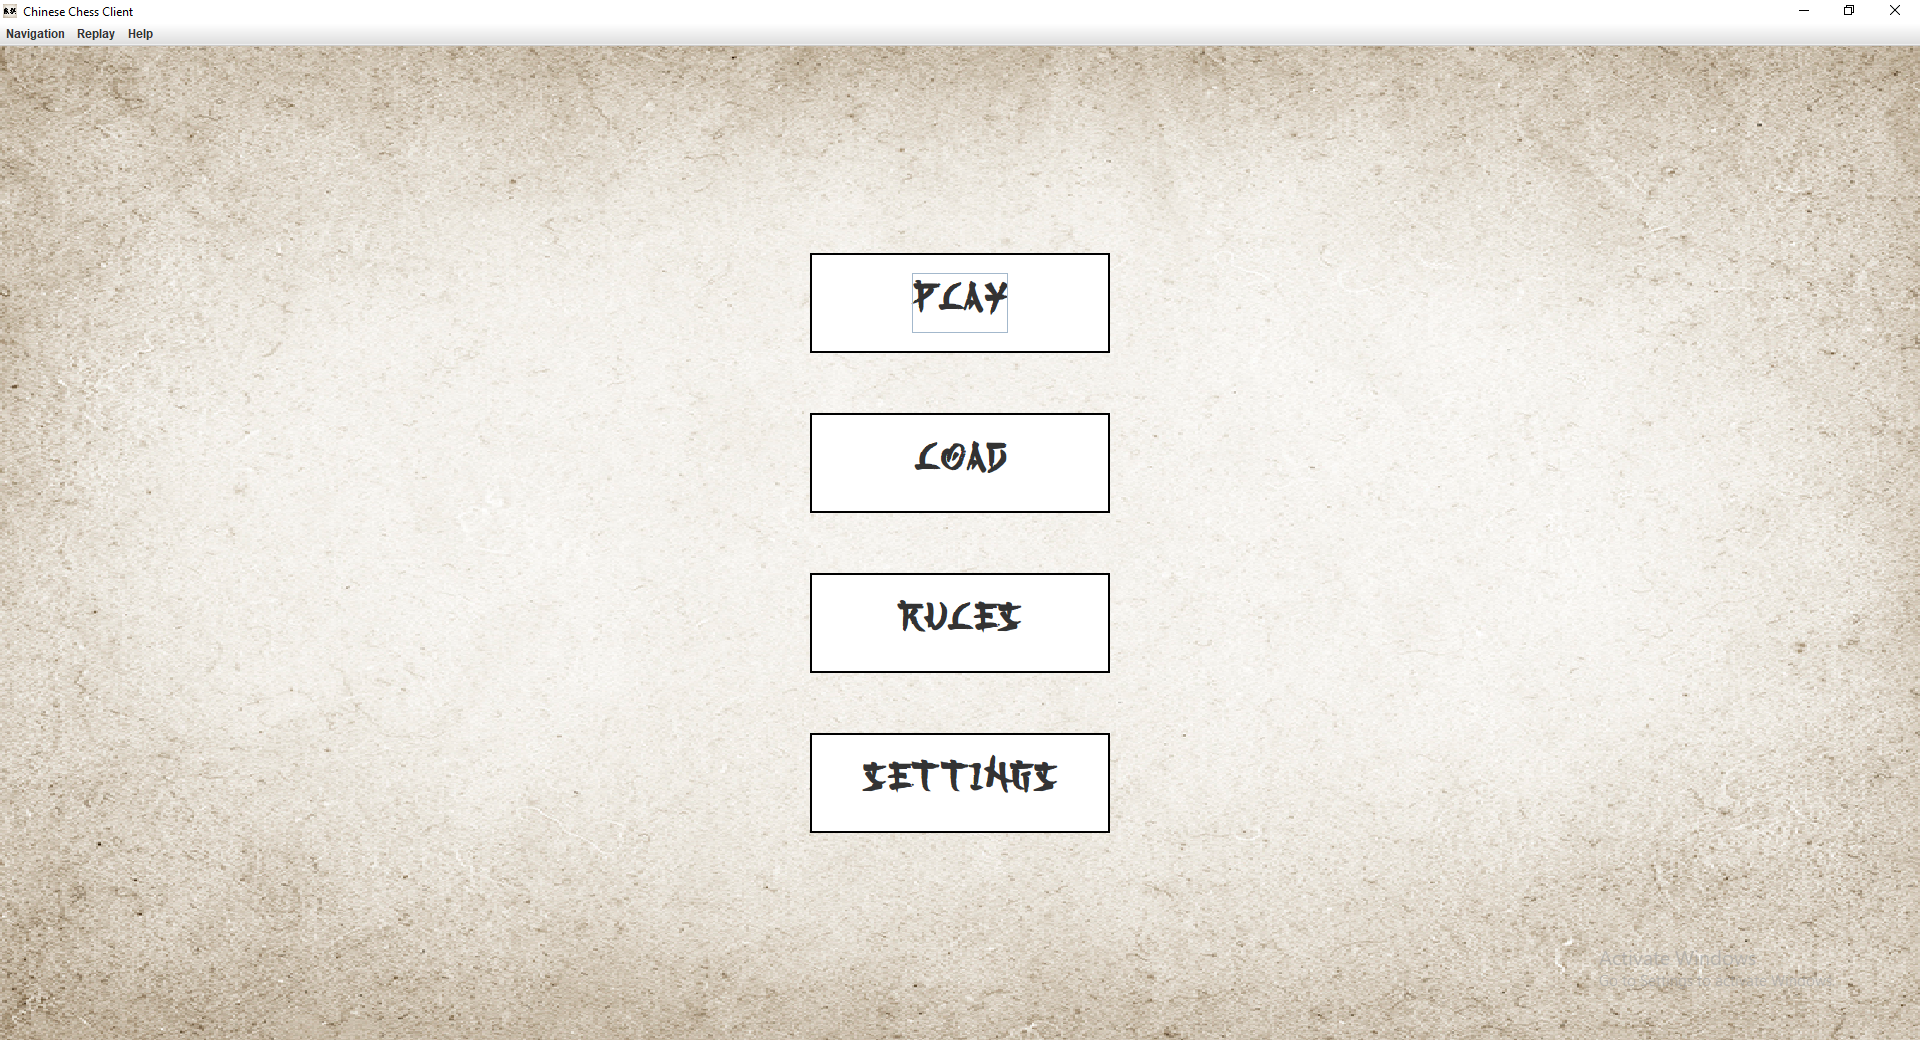 Chinese Chess Client
Navigation Replay Help
PLAY
LOAD
RULES
SETTINGS
Activate Windows
Go to Settings to activate Windows.